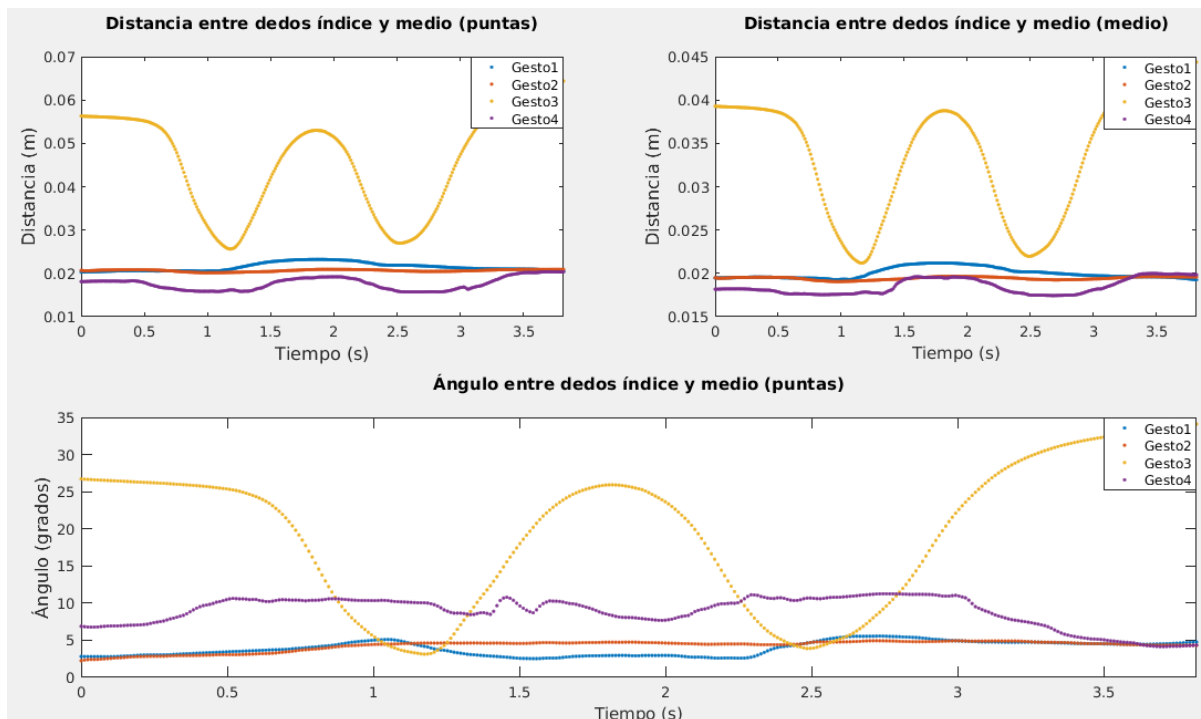 Distancia entre dedos índice y medio (puntas)
0.07
0.06
0.05
0.04
0.03
0.02
0.01
Distancia (m)
0 0.5 1 1.5 2 2.5 3 3.5
Tiempo (s)
Gesto1
Gesto2
Gesto3
Gesto4
Distancia entre dedos índice y medio (medio)
0.045
0.04
0.035
0.03
0.025
0.02
0.015
Distancia (m)
0 0.5 1 1.5 2 2.5 3 3.5
Tiempo (s)
Gesto1
Gesto2
Gesto3
Gesto4
Ángulo entre dedos índice y medio (puntas)
35
30
25
20
15
10
5
0
Ángulo (grados)
0 0.5 1 1.5 2 2.5 3 3.5
Tiempo (s)
Gesto1
Gesto2
Gesto3
Gesto4